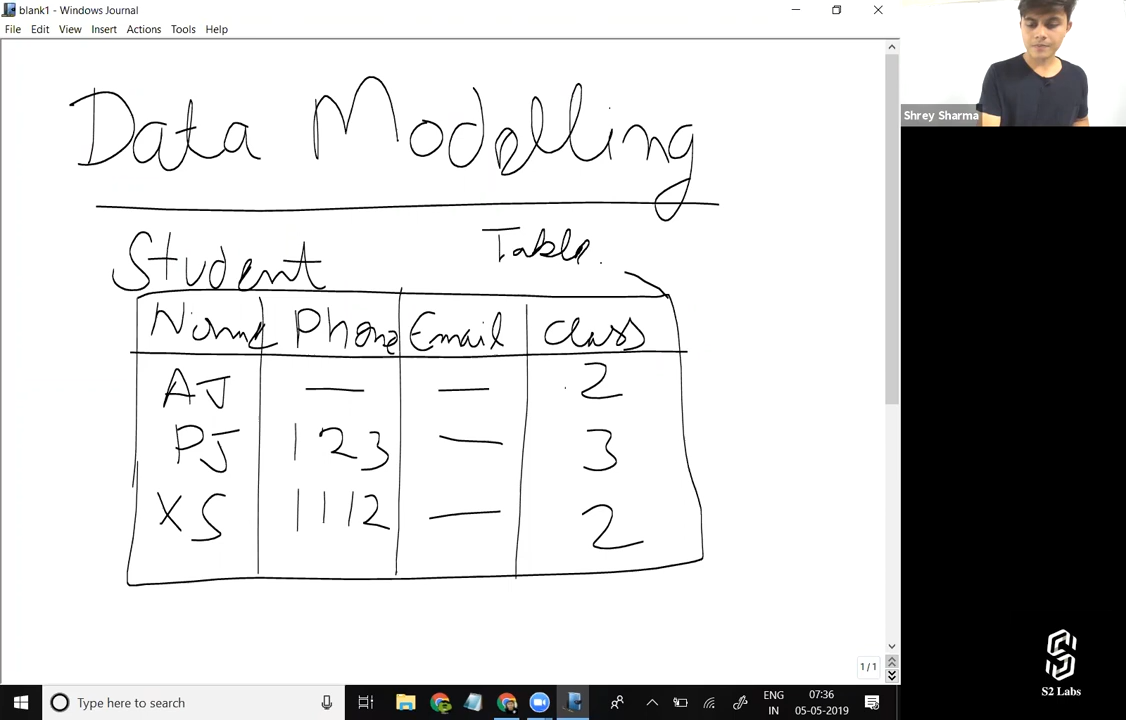 blank1 - Windows Journal
File Edit View Insert Actions Tools Help
Data Modelling
Student Table.
Name Phone Email Class
AJ — — 2
PJ 123 — 3
XS 1112 — 2
Shrey Sharma
1/1
S2 Labs
Type here to search
ENG
IN
07:36
05-05-2019